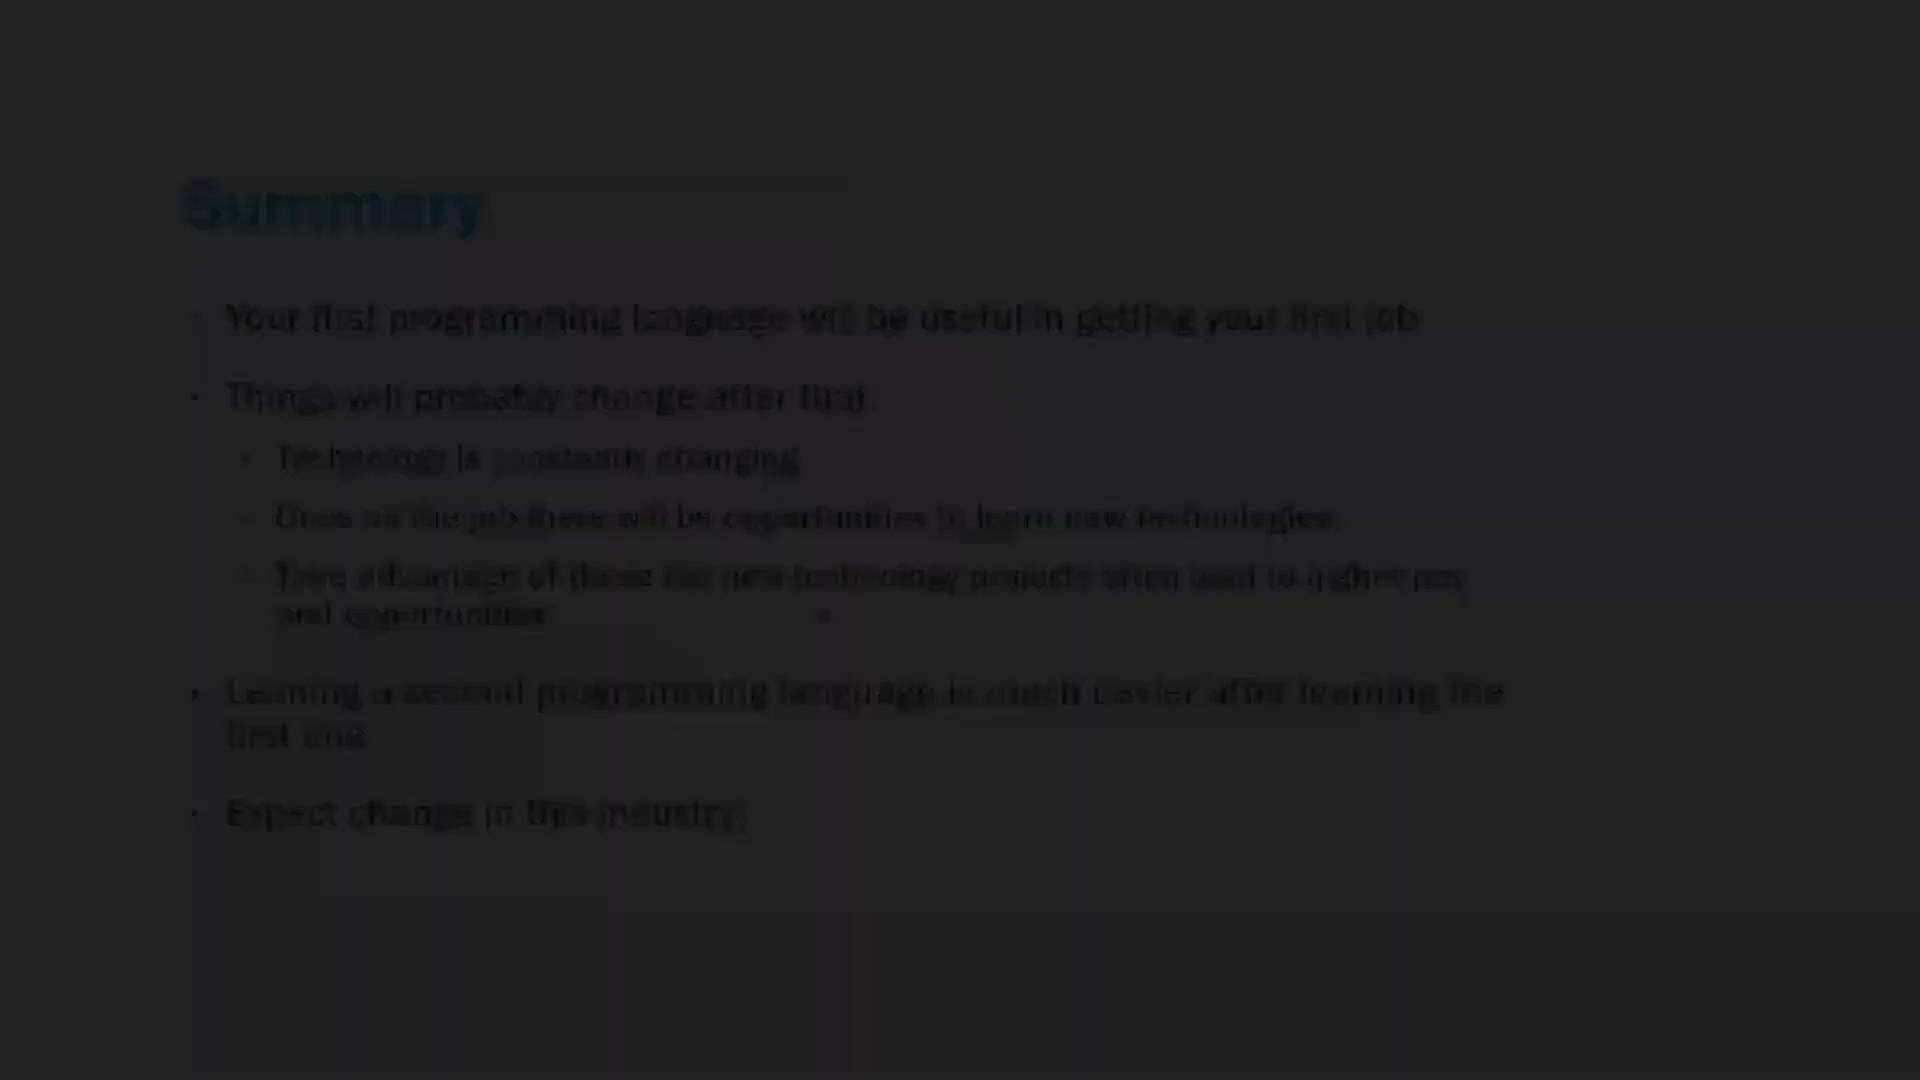 Summary
Your first programming language will be useful in getting your first job
Things will probably change after that
Technology is constantly changing
Once on the job there will be opportunities to learn new technologies
Take advantage of these new technology projects often lead to higher pay
and opportunities
Learning a second programming language is much easier after learning the
first one
Expect change in this industry